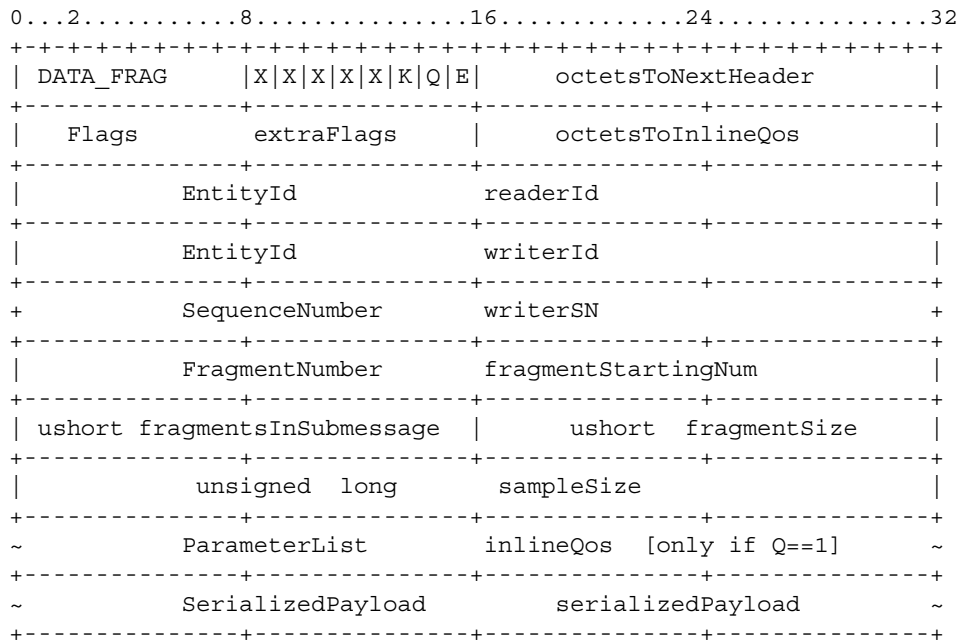 0...2...........8...............16.............24...............32
+-+-+-+-+-+-+-+-+-+-+-+-+-+-+-+-+-+-+-+-+-+-+-+-+-+-+-+-+-+-+-+-+
| DATA_FRAG     |X|X|X|X|X|K|Q|E|     octetsToNextHeader        |
+---------------+---------------+---------------+---------------+
|   Flags        extraFlags     |     octetsToInlineQos         |
+---------------+---------------+---------------+---------------+
|           EntityId             readerId                       |
+---------------+---------------+---------------+---------------+
|           EntityId             writerId                       |
+---------------+---------------+---------------+---------------+
+           SequenceNumber       writerSN                       +
+---------------+---------------+---------------+---------------+
|           FragmentNumber       fragmentStartingNum            |
+---------------+---------------+---------------+---------------+
| ushort fragmentsInSubmessage  |      ushort  fragmentSize     |
+---------------+---------------+---------------+---------------+
|            unsigned  long       sampleSize                    |
+---------------+---------------+---------------+---------------+
~           ParameterList        inlineQos  [only if Q==1]      ~
+---------------+---------------+---------------+---------------+
~           SerializedPayload         serializedPayload         ~
+---------------+---------------+---------------+---------------+